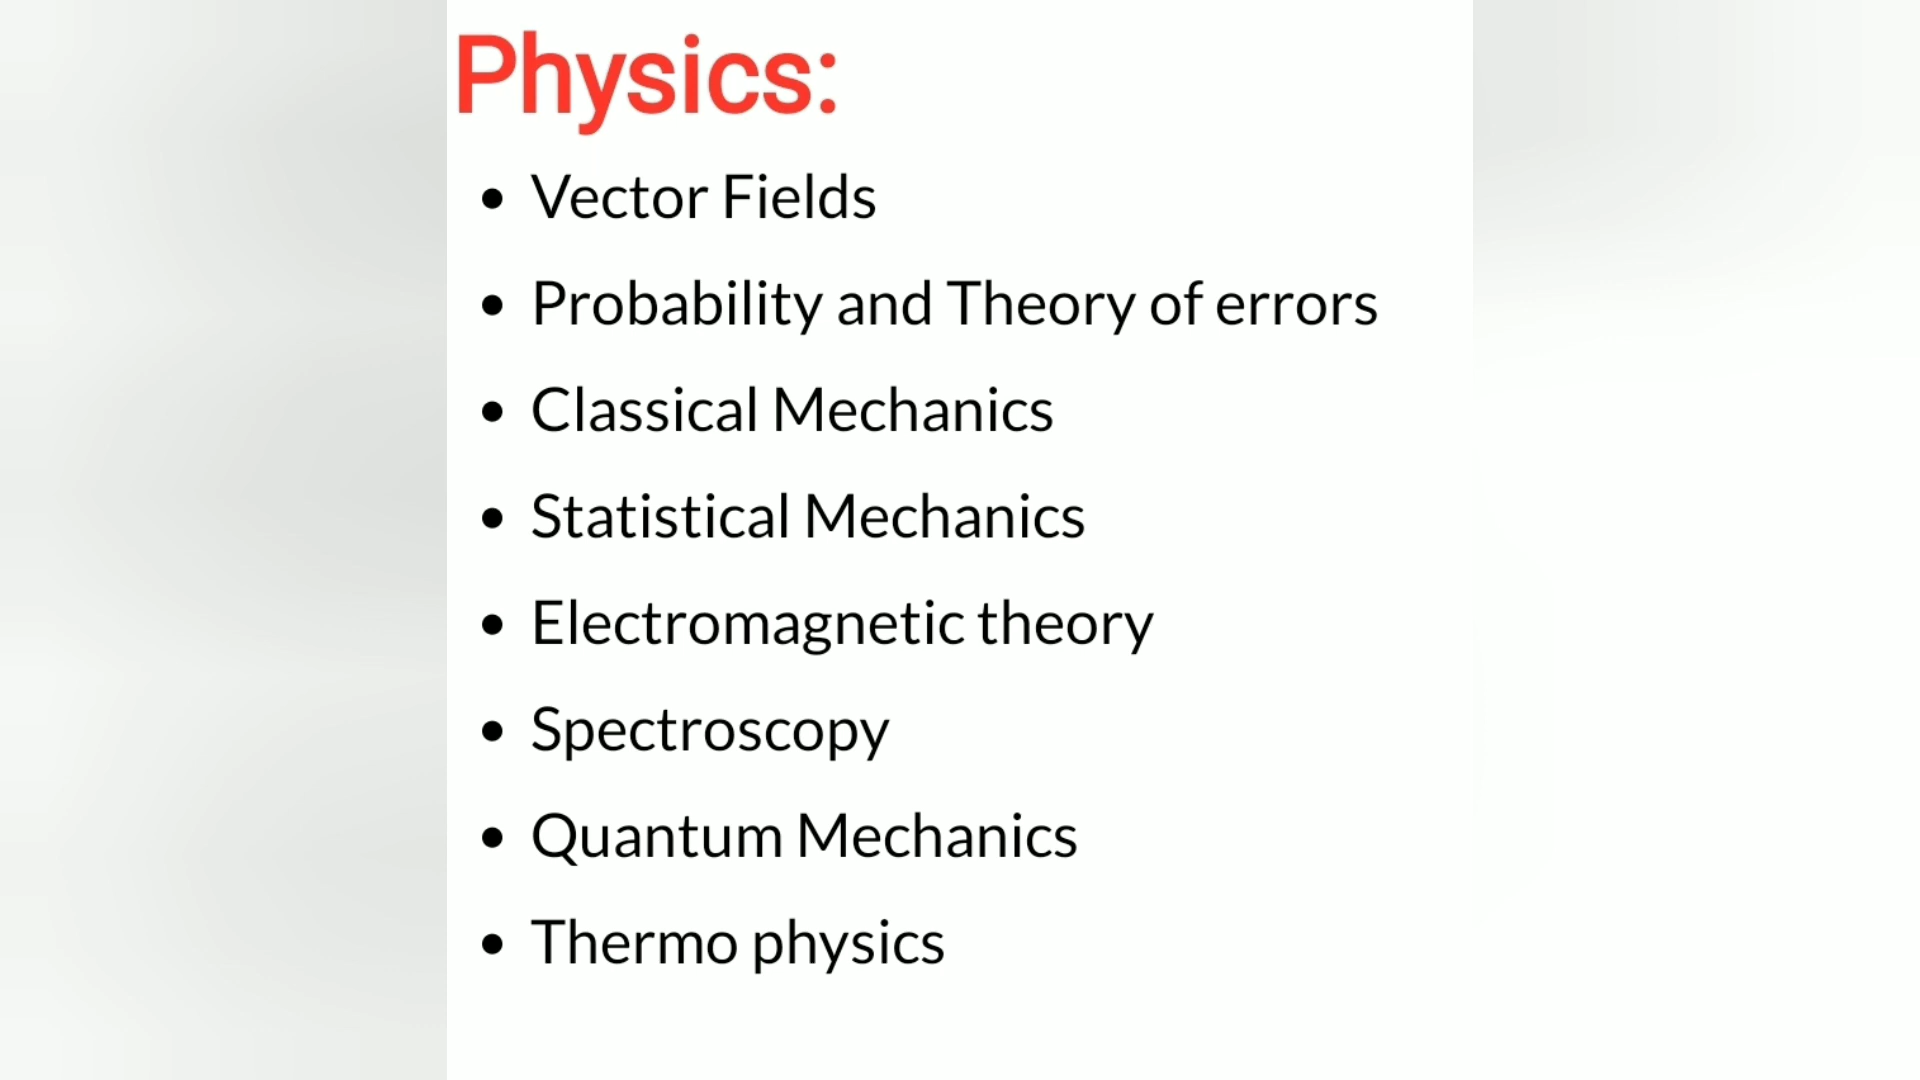 Physics:
• Vector Fields
• Probability and Theory of errors
• Classical Mechanics
• Statistical Mechanics
• Electromagnetic theory
• Spectroscopy
• Quantum Mechanics
• Thermo physics